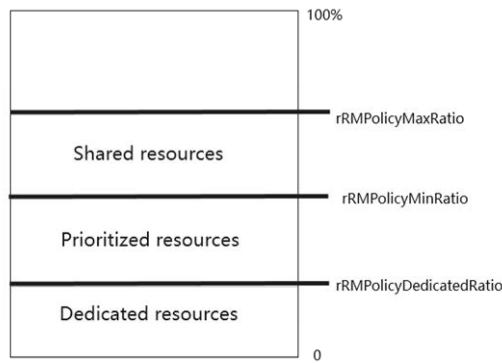 100%
rRMPolicyMaxRatio
Shared resources
rRMPolicyMinRatio
Prioritized resources
rRMPolicyDedicatedRatio
Dedicated resources
0